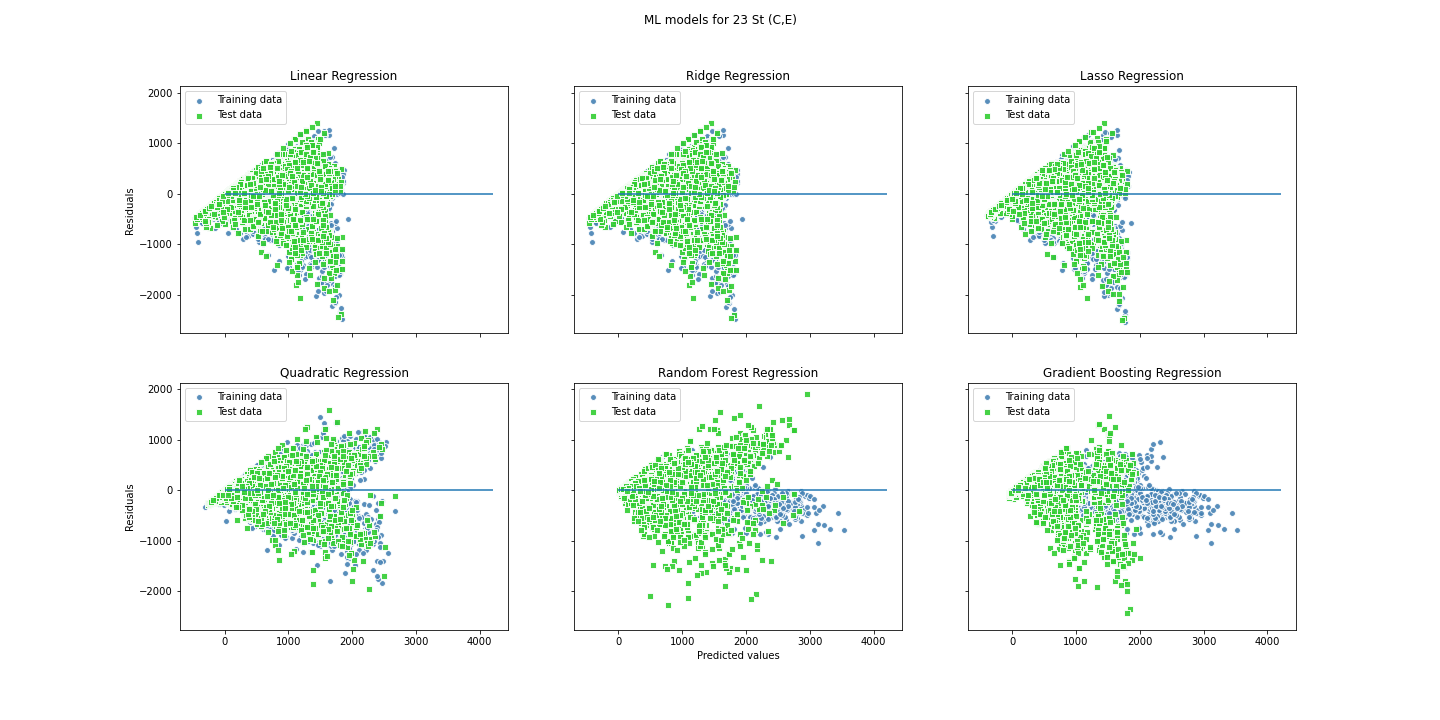 ML models for 23 St (C,E)
Linear Regression
Ridge Regression
Lasso Regression
Training data
Test data
Training data
Test data
Training data
Test data
2000
1000
0
−1000
−2000
Residuals
Quadratic Regression
Random Forest Regression
Gradient Boosting Regression
Training data
Test data
Training data
Test data
Training data
Test data
2000
1000
0
−1000
−2000
Residuals
0 1000 2000 3000 4000
0 1000 2000 3000 4000
0 1000 2000 3000 4000
Predicted values